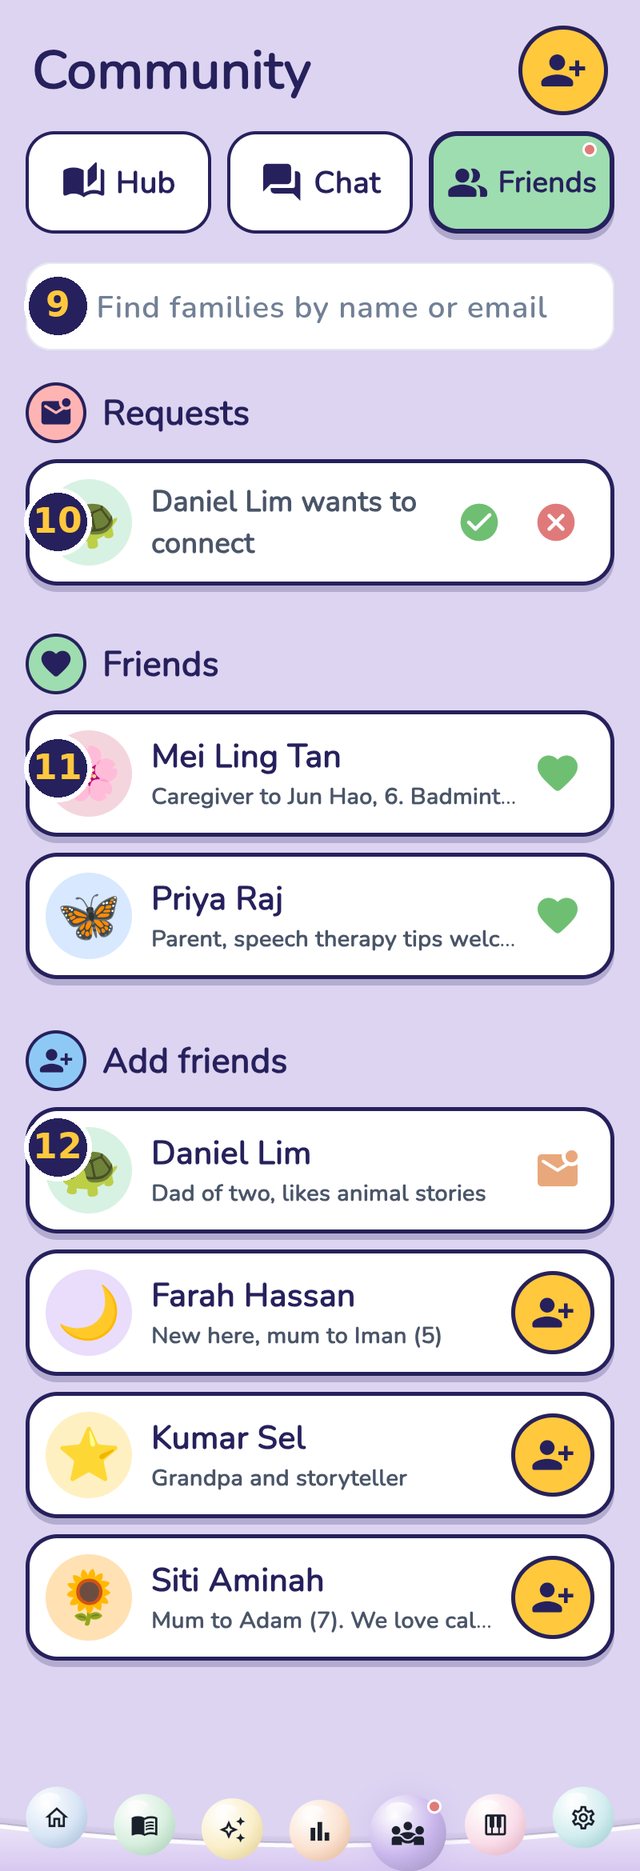 Community
Hub
Chat
Friends
9
Find families by name or email
Requests
10
Daniel Lim wants to
connect
Friends
11
Mei Ling Tan
Caregiver to Jun Hao, 6. Badmint...
Priya Raj
Parent, speech therapy tips welc...
Add friends
12
Daniel Lim
Dad of two, likes animal stories
Farah Hassan
New here, mum to Iman (5)
Kumar Sel
Grandpa and storyteller
Siti Aminah
Mum to Adam (7). We love cal...